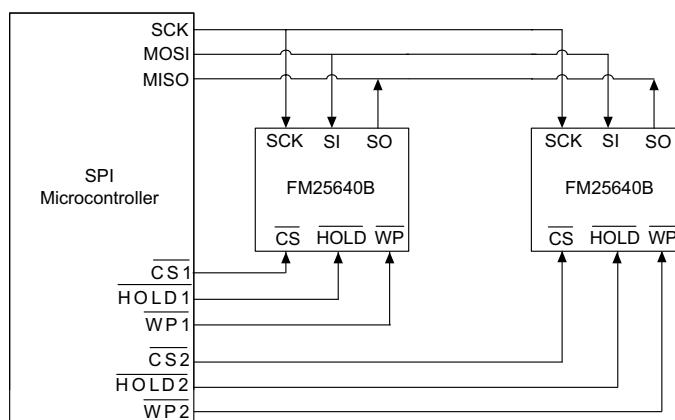 SCK
MOSI
MISO
SCK SI SO
SCK SI SO
SPI
Microcontroller
FM25640B
FM25640B
CS HOLD WP
CS HOLD WP
CS1
HOLD1
WP1
CS2
HOLD2
WP2